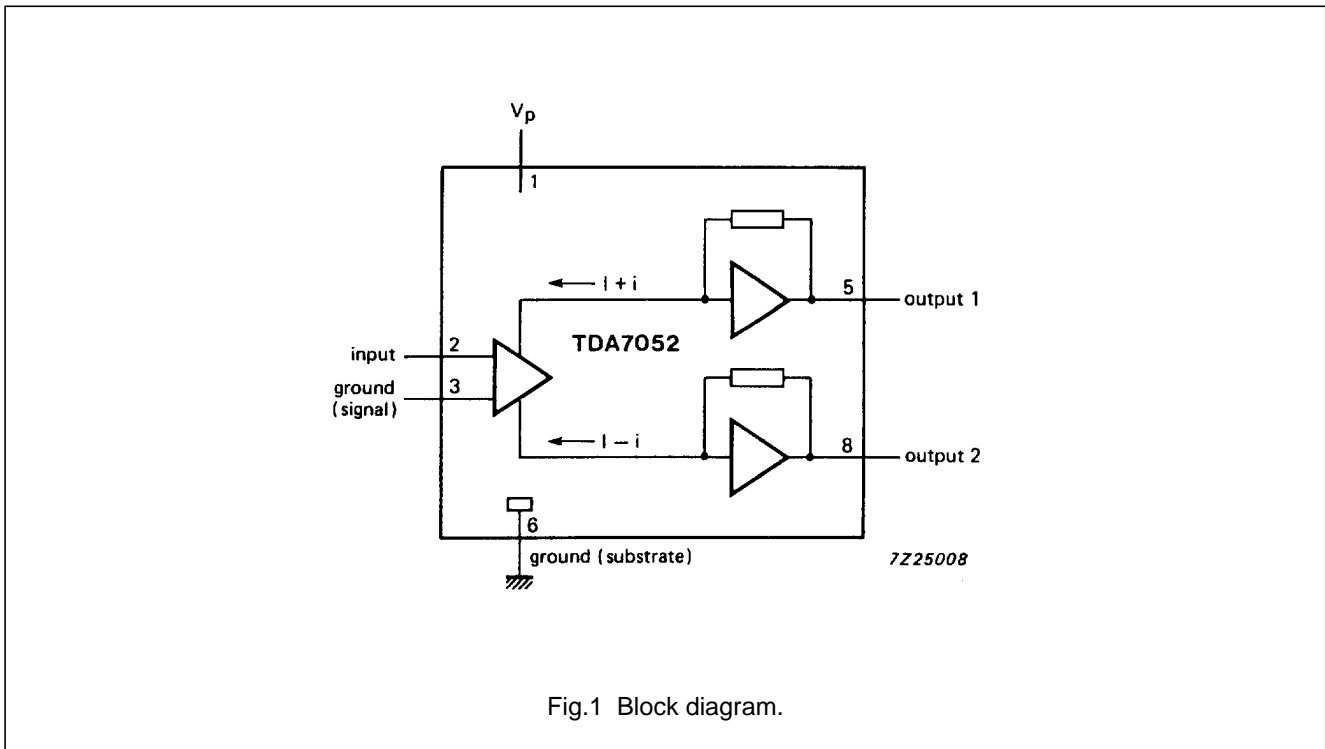 Vp
1
I + i
5
output 1
TDA7052
input
2
ground
(signal)
3
I – i
8
output 2
6
ground (substrate)
7Z25008
Fig.1 Block diagram.